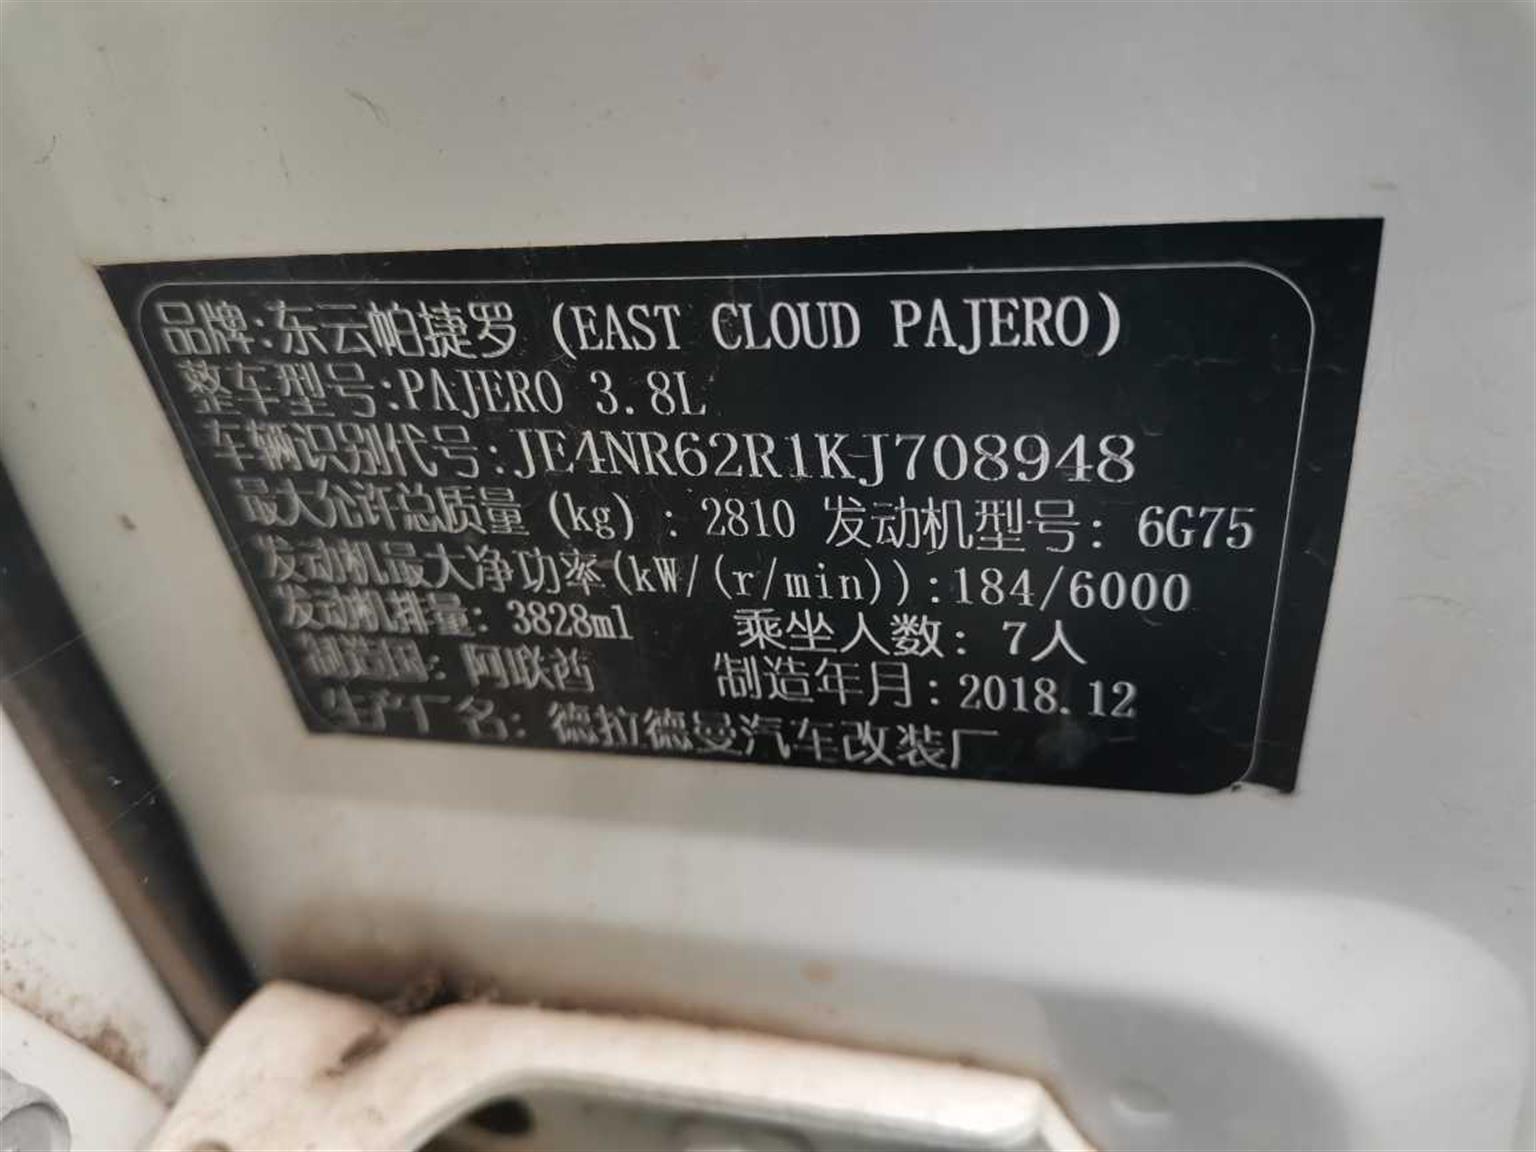 品牌:东云帕捷罗 (EAST CLOUD PAJERO)
整车型号:PAJERO 3.8L
车辆识别代号:JE4NR62R1KJ708948
最大允许总质量 (kg) : 2810 发动机型号: 6G75
发动机最大净功率(kW/(r/min)):184/6000
发动机排量: 3828ml 乘坐人数: 7人
制造国: 阿联酋 制造年月: 2018.12
生产厂名: 德拉德曼汽车改装厂